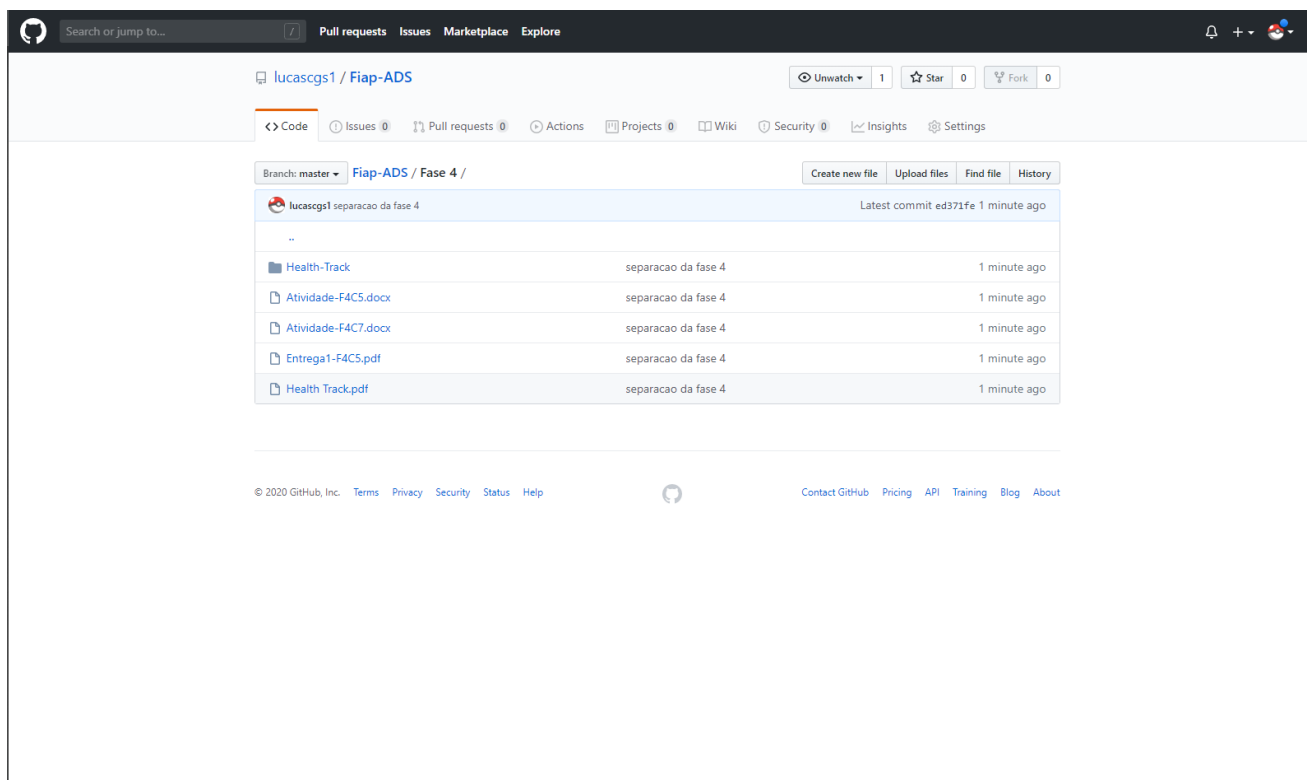 Search or jump to... / Pull requests Issues Marketplace Explore
lucascgs1 / Fiap-ADS Unwatch 1 Star 0 Fork 0
Code Issues 0 Pull requests 0 Actions Projects 0 Wiki Security 0 Insights Settings
Branch: master Fiap-ADS / Fase 4 / Create new file Upload files Find file History
lucascgs1 separacao da fase 4 Latest commit ed371fe 1 minute ago
..
Health-Track separacao da fase 4 1 minute ago
Atividade-F4C5.docx separacao da fase 4 1 minute ago
Atividade-F4C7.docx separacao da fase 4 1 minute ago
Entrega1-F4C5.pdf separacao da fase 4 1 minute ago
Health Track.pdf separacao da fase 4 1 minute ago
© 2020 GitHub, Inc. Terms Privacy Security Status Help Contact GitHub Pricing API Training Blog About